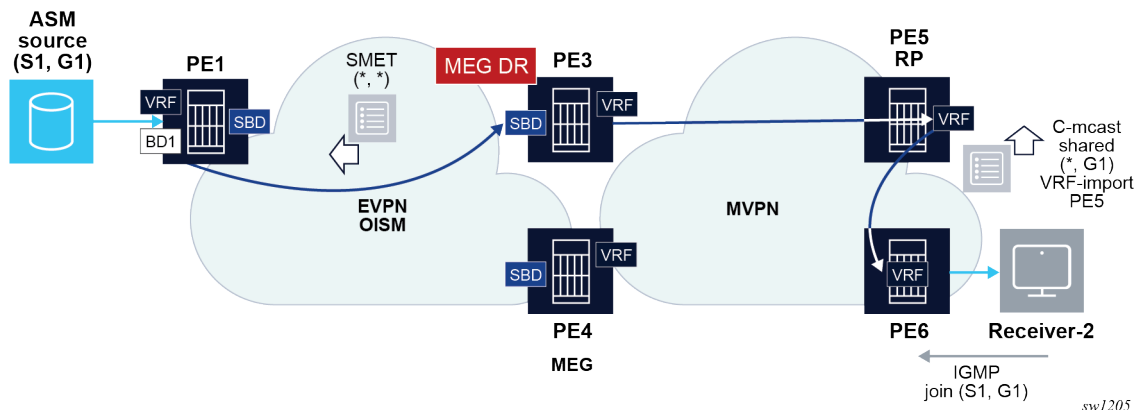 ASM
source
(S1, G1)
PE1
VRF
BD1
SBD
SMET
(*, *)
MEG DR
PE3
SBD
VRF
PE5
RP
VRF
C-mcast
shared
(*, G1)
VRF-import
PE5
EVPN
OISM
MVPN
SBD
VRF
PE4
MEG
VRF
PE6
Receiver-2
IGMP
join (S1, G1)
sw1205